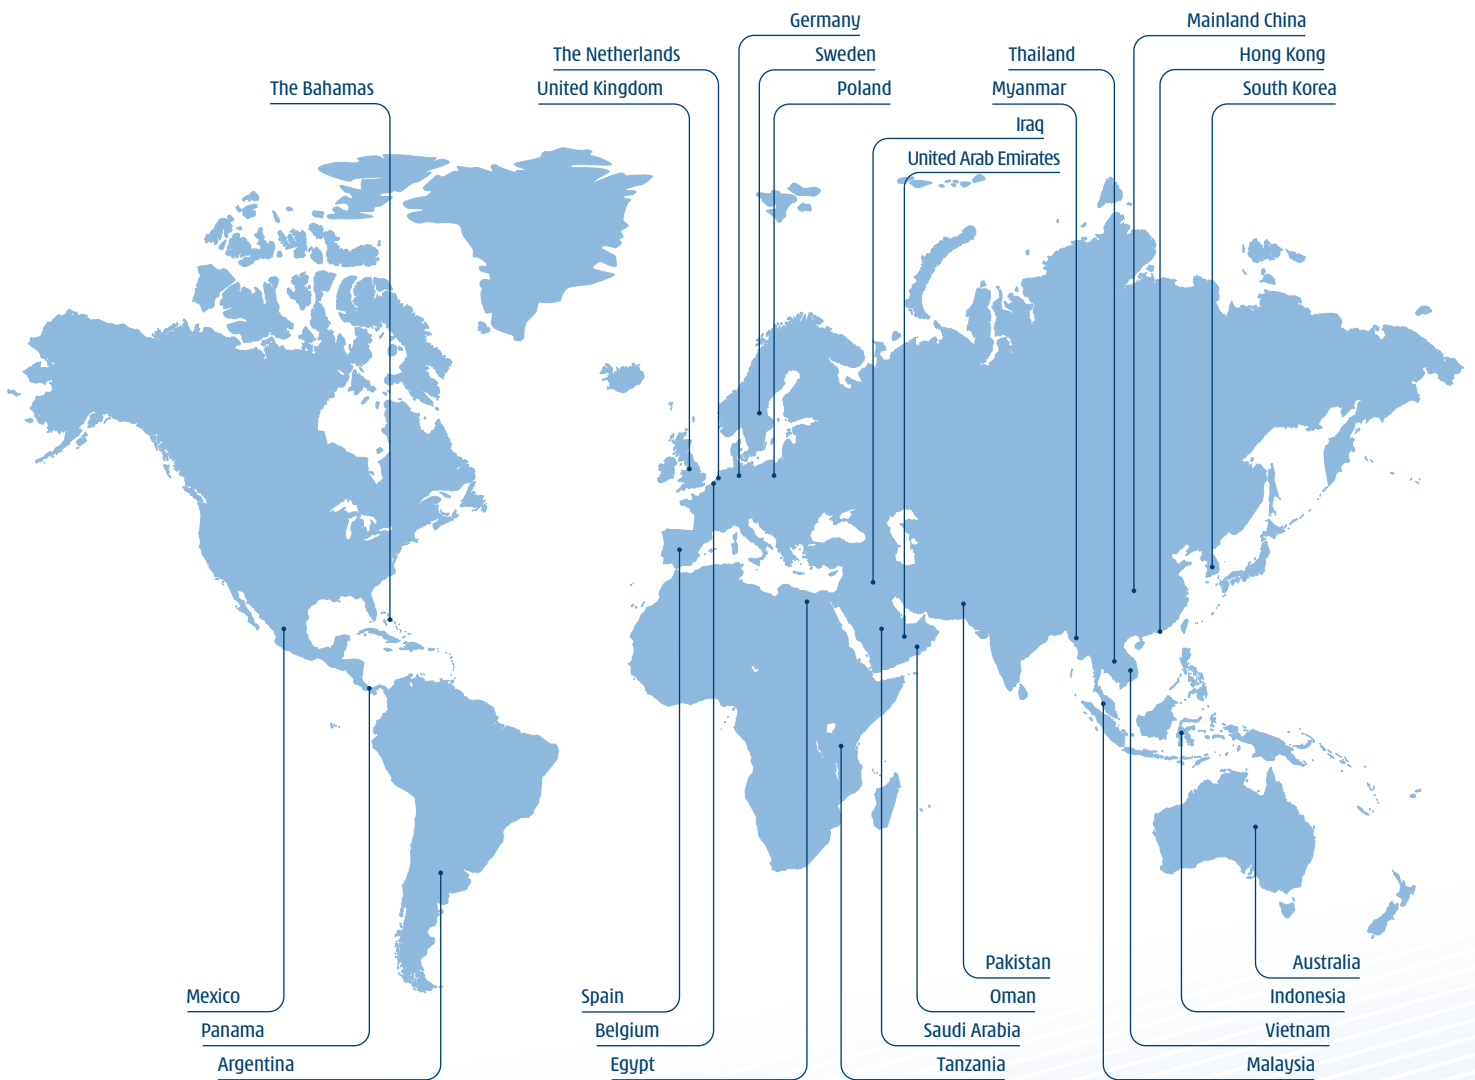 Germany
Mainland China
The Netherlands
Sweden
Thailand
Hong Kong
The Bahamas
United Kingdom
Poland
Myanmar
South Korea
Iraq
United Arab Emirates
Pakistan
Australia
Mexico
Spain
Oman
Indonesia
Panama
Belgium
Saudi Arabia
Vietnam
Argentina
Egypt
Tanzania
Malaysia